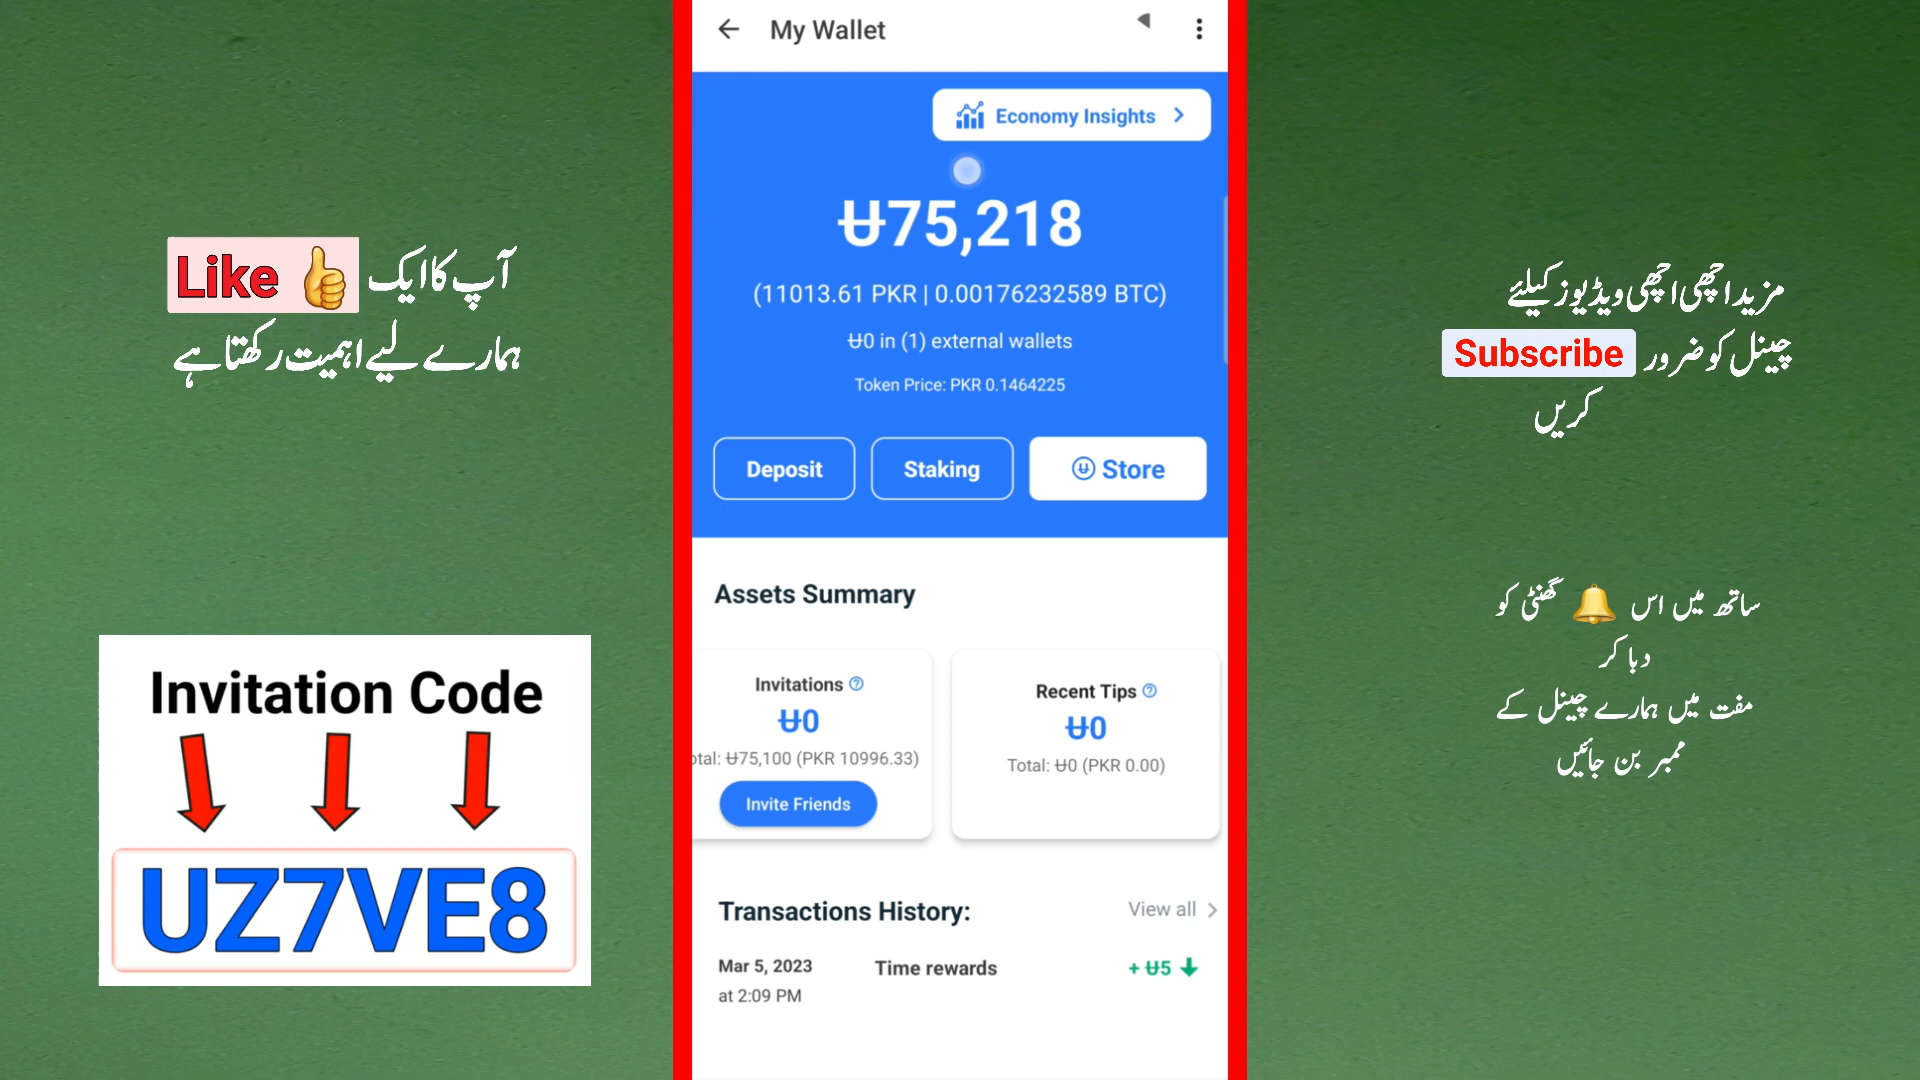 My Wallet
Economy Insights
Ʉ75,218
(11013.61 PKR | 0.00176232589 BTC)
Ʉ0 in (1) external wallets
Token Price: PKR 0.1464225
Deposit
Staking
Store
Assets Summary
Invitations
Ʉ0
otal: Ʉ75,100 (PKR 10996.33)
Invite Friends
Recent Tips
Ʉ0
Total: Ʉ0 (PKR 0.00)
Transactions History:
View all
Mar 5, 2023
at 2:09 PM
Time rewards
+ Ʉ5
آپ کا ایک Like 👍
ہمارے لیے اہمیت رکھتا ہے
Invitation Code
UZ7VE8
مزید اچھی اچھی ویڈیوز کیلئے
چینل کو ضرور Subscribe
کریں
ساتھ میں اس 🔔 گھنٹی کو
دبا کر
مفت میں ہمارے چینل کے
ممبر بن جائیں